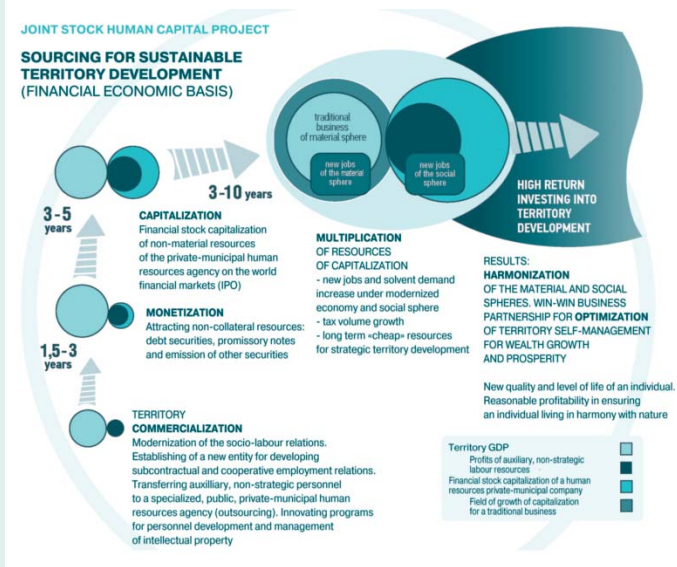 JOINT STOCK HUMAN CAPITAL PROJECT
SOURCING FOR SUSTAINABLE
TERRITORY DEVELOPMENT
(FINANCIAL ECONOMIC BASIS)
traditional
business
of material sphere
new jobs
of the material
sphere
new jobs
of the social
sphere
3-10 years
HIGH RETURN
INVESTING INTO
TERRITORY
DEVELOPMENT
3-5
years
CAPITALIZATION
Financial stock capitalization
of non-material resources
of the private-municipal human
resources agency on the world
financial markets (IPO)
MULTIPLICATION
OF RESOURCES
OF CAPITALIZATION
- new jobs and solvent demand
increase under modernized
economy and social sphere
- tax volume growth
- long term «cheap» resources
for strategic territory development
RESULTS:
HARMONIZATION
OF THE MATERIAL AND SOCIAL
SPHERES. WIN-WIN BUSINESS
PARTNERSHIP FOR OPTIMIZATION
OF TERRITORY SELF-MANAGEMENT
FOR WEALTH GROWTH
AND PROSPERITY
New quality and level of life of an individual.
Reasonable profitability in ensuring
an individual living in harmony with nature
MONETIZATION
Attracting non-collateral resources:
debt securities, promissory notes
and emission of other securities
1,5-3
years
TERRITORY
COMMERCIALIZATION
Modernization of the socio-labour relations.
Establishing of a new entity for developing
subcontractual and cooperative employment relations.
Transferring auxilliary, non-strategic personnel
to a specialized, public, private-municipal human
resources agency (outsourcing). Innovating programs
for personnel development and management
of intellectual property
Territory GDP
Profits of auxiliary, non-strategic
labour resources
Financial stock capitalization of a human
resources private-municipal company
Field of growth of capitalization
for a traditional business